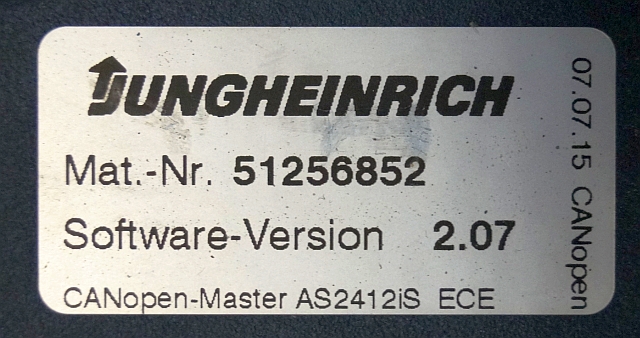 JUNGHEINRICH
Mat.-Nr. 51256852
Software-Version 2.07
CANopen-Master AS2412iS ECE
07.07.15 CANopen